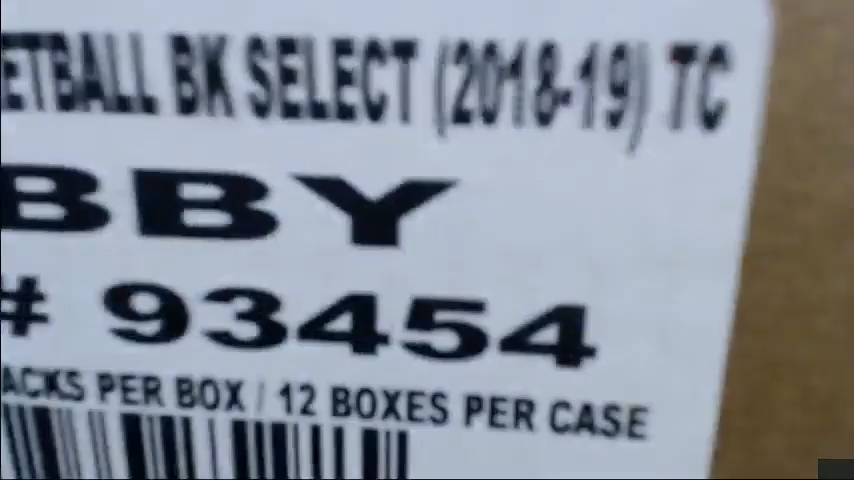 ETBALL BK SELECT (2018-19) TC
BBY
# 93454
ACKS PER BOX / 12 BOXES PER CASE